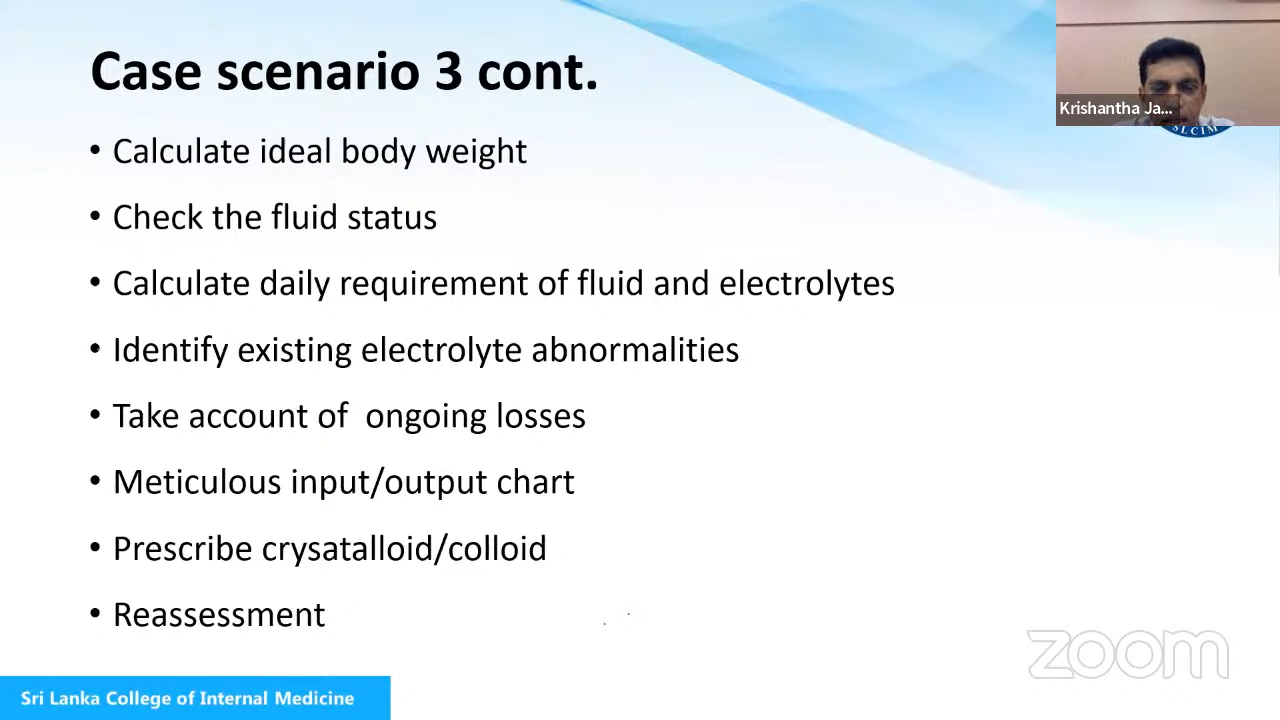 Case scenario 3 cont.
Krishantha Ja...
SLCIM
• Calculate ideal body weight
• Check the fluid status
• Calculate daily requirement of fluid and electrolytes
• Identify existing electrolyte abnormalities
• Take account of  ongoing losses
• Meticulous input/output chart
• Prescribe crysatalloid/colloid
• Reassessment
zoom
Sri Lanka College of Internal Medicine